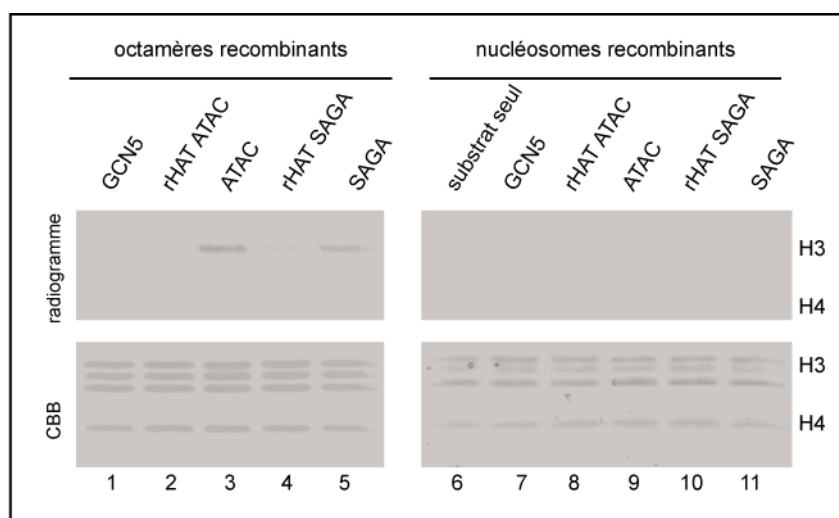 octamères recombinants
nucléosomes recombinants
GCN5
rHAT ATAC
ATAC
rHAT SAGA
SAGA
substrat seul
GCN5
rHAT ATAC
ATAC
rHAT SAGA
SAGA
radiogramme
H3
H4
CBB
H3
H4
1 2 3 4 5 6 7 8 9 10 11